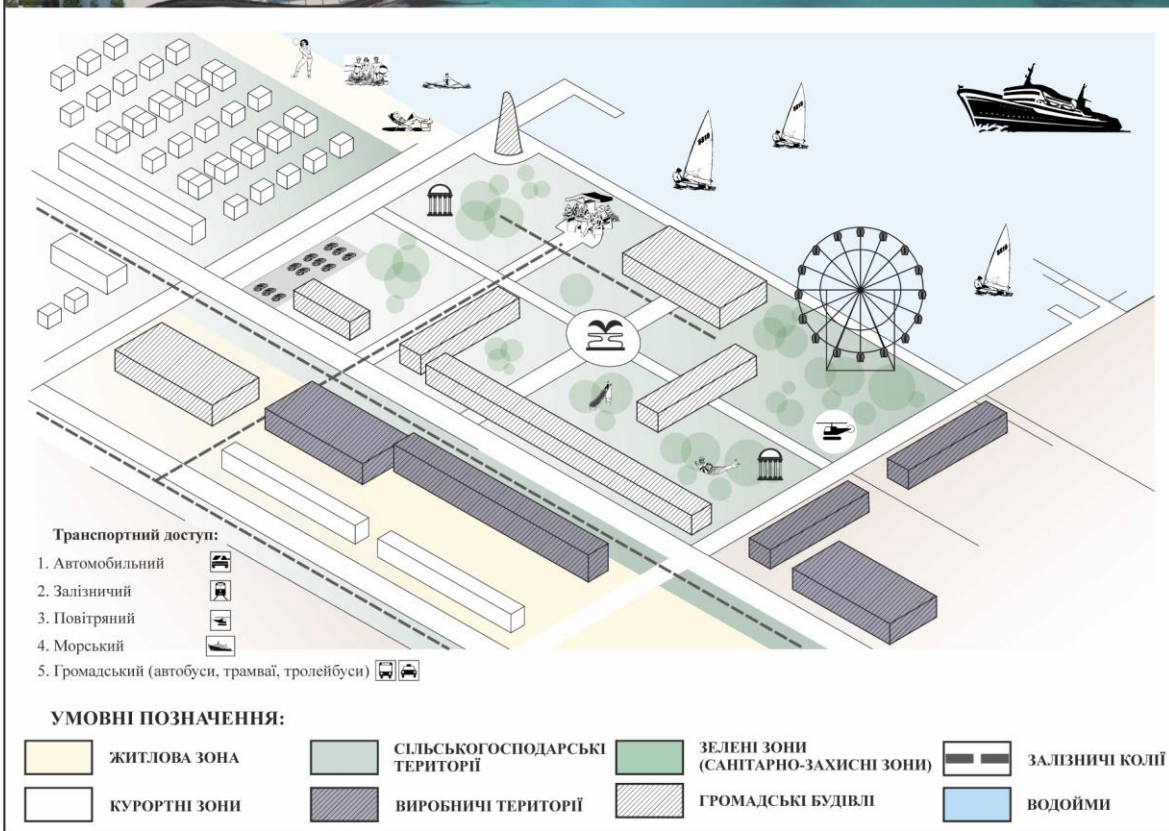 Транспортний доступ:
1. Автомобільний
2. Залізничий
3. Повітряний
4. Морський
5. Громадський (автобуси, трамваї, тролейбуси)
УМОВНІ ПОЗНАЧЕННЯ:
ЖИТЛОВА ЗОНА
СІЛЬСЬКОГОСПОДАРСЬКІ
ТЕРИТОРІЇ
ЗЕЛЕНІ ЗОНИ
(САНІТАРНО-ЗАХИСНІ ЗОНИ)
ЗАЛІЗНИЧІ КОЛІЇ
КУРОРТНІ ЗОНИ
ВИРОБНИЧІ ТЕРИТОРІЇ
ГРОМАДСЬКІ БУДІВЛІ
ВОДОЙМИ